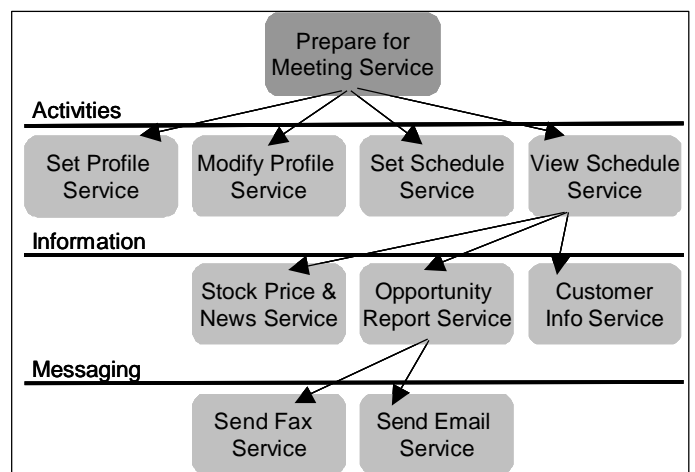 Prepare for
Meeting Service
Activities
Set Profile
Service
Modify Profile
Service
Set Schedule
Service
View Schedule
Service
Information
Stock Price &
News Service
Opportunity
Report Service
Customer
Info Service
Messaging
Send Fax
Service
Send Email
Service